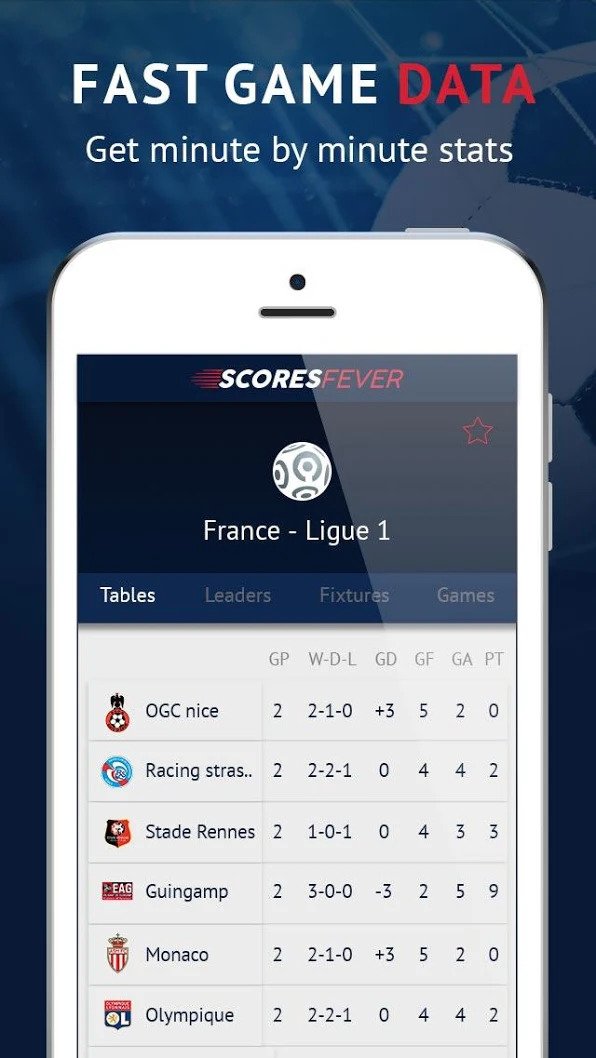 FAST GAME DATA
Get minute by minute stats
SCORESFEVER
France - Ligue 1
Tables Leaders Fixtures Games
GP W-D-L GD GF GA PT
OGC nice 2 2-1-0 +3 5 2 0
Racing stras.. 2 2-2-1 0 4 4 2
Stade Rennes 2 1-0-1 0 4 3 3
EAG Guingamp 2 3-0-0 -3 2 5 9
Monaco 2 2-1-0 +3 5 2 0
OL Olympique 2 2-2-1 0 4 4 2